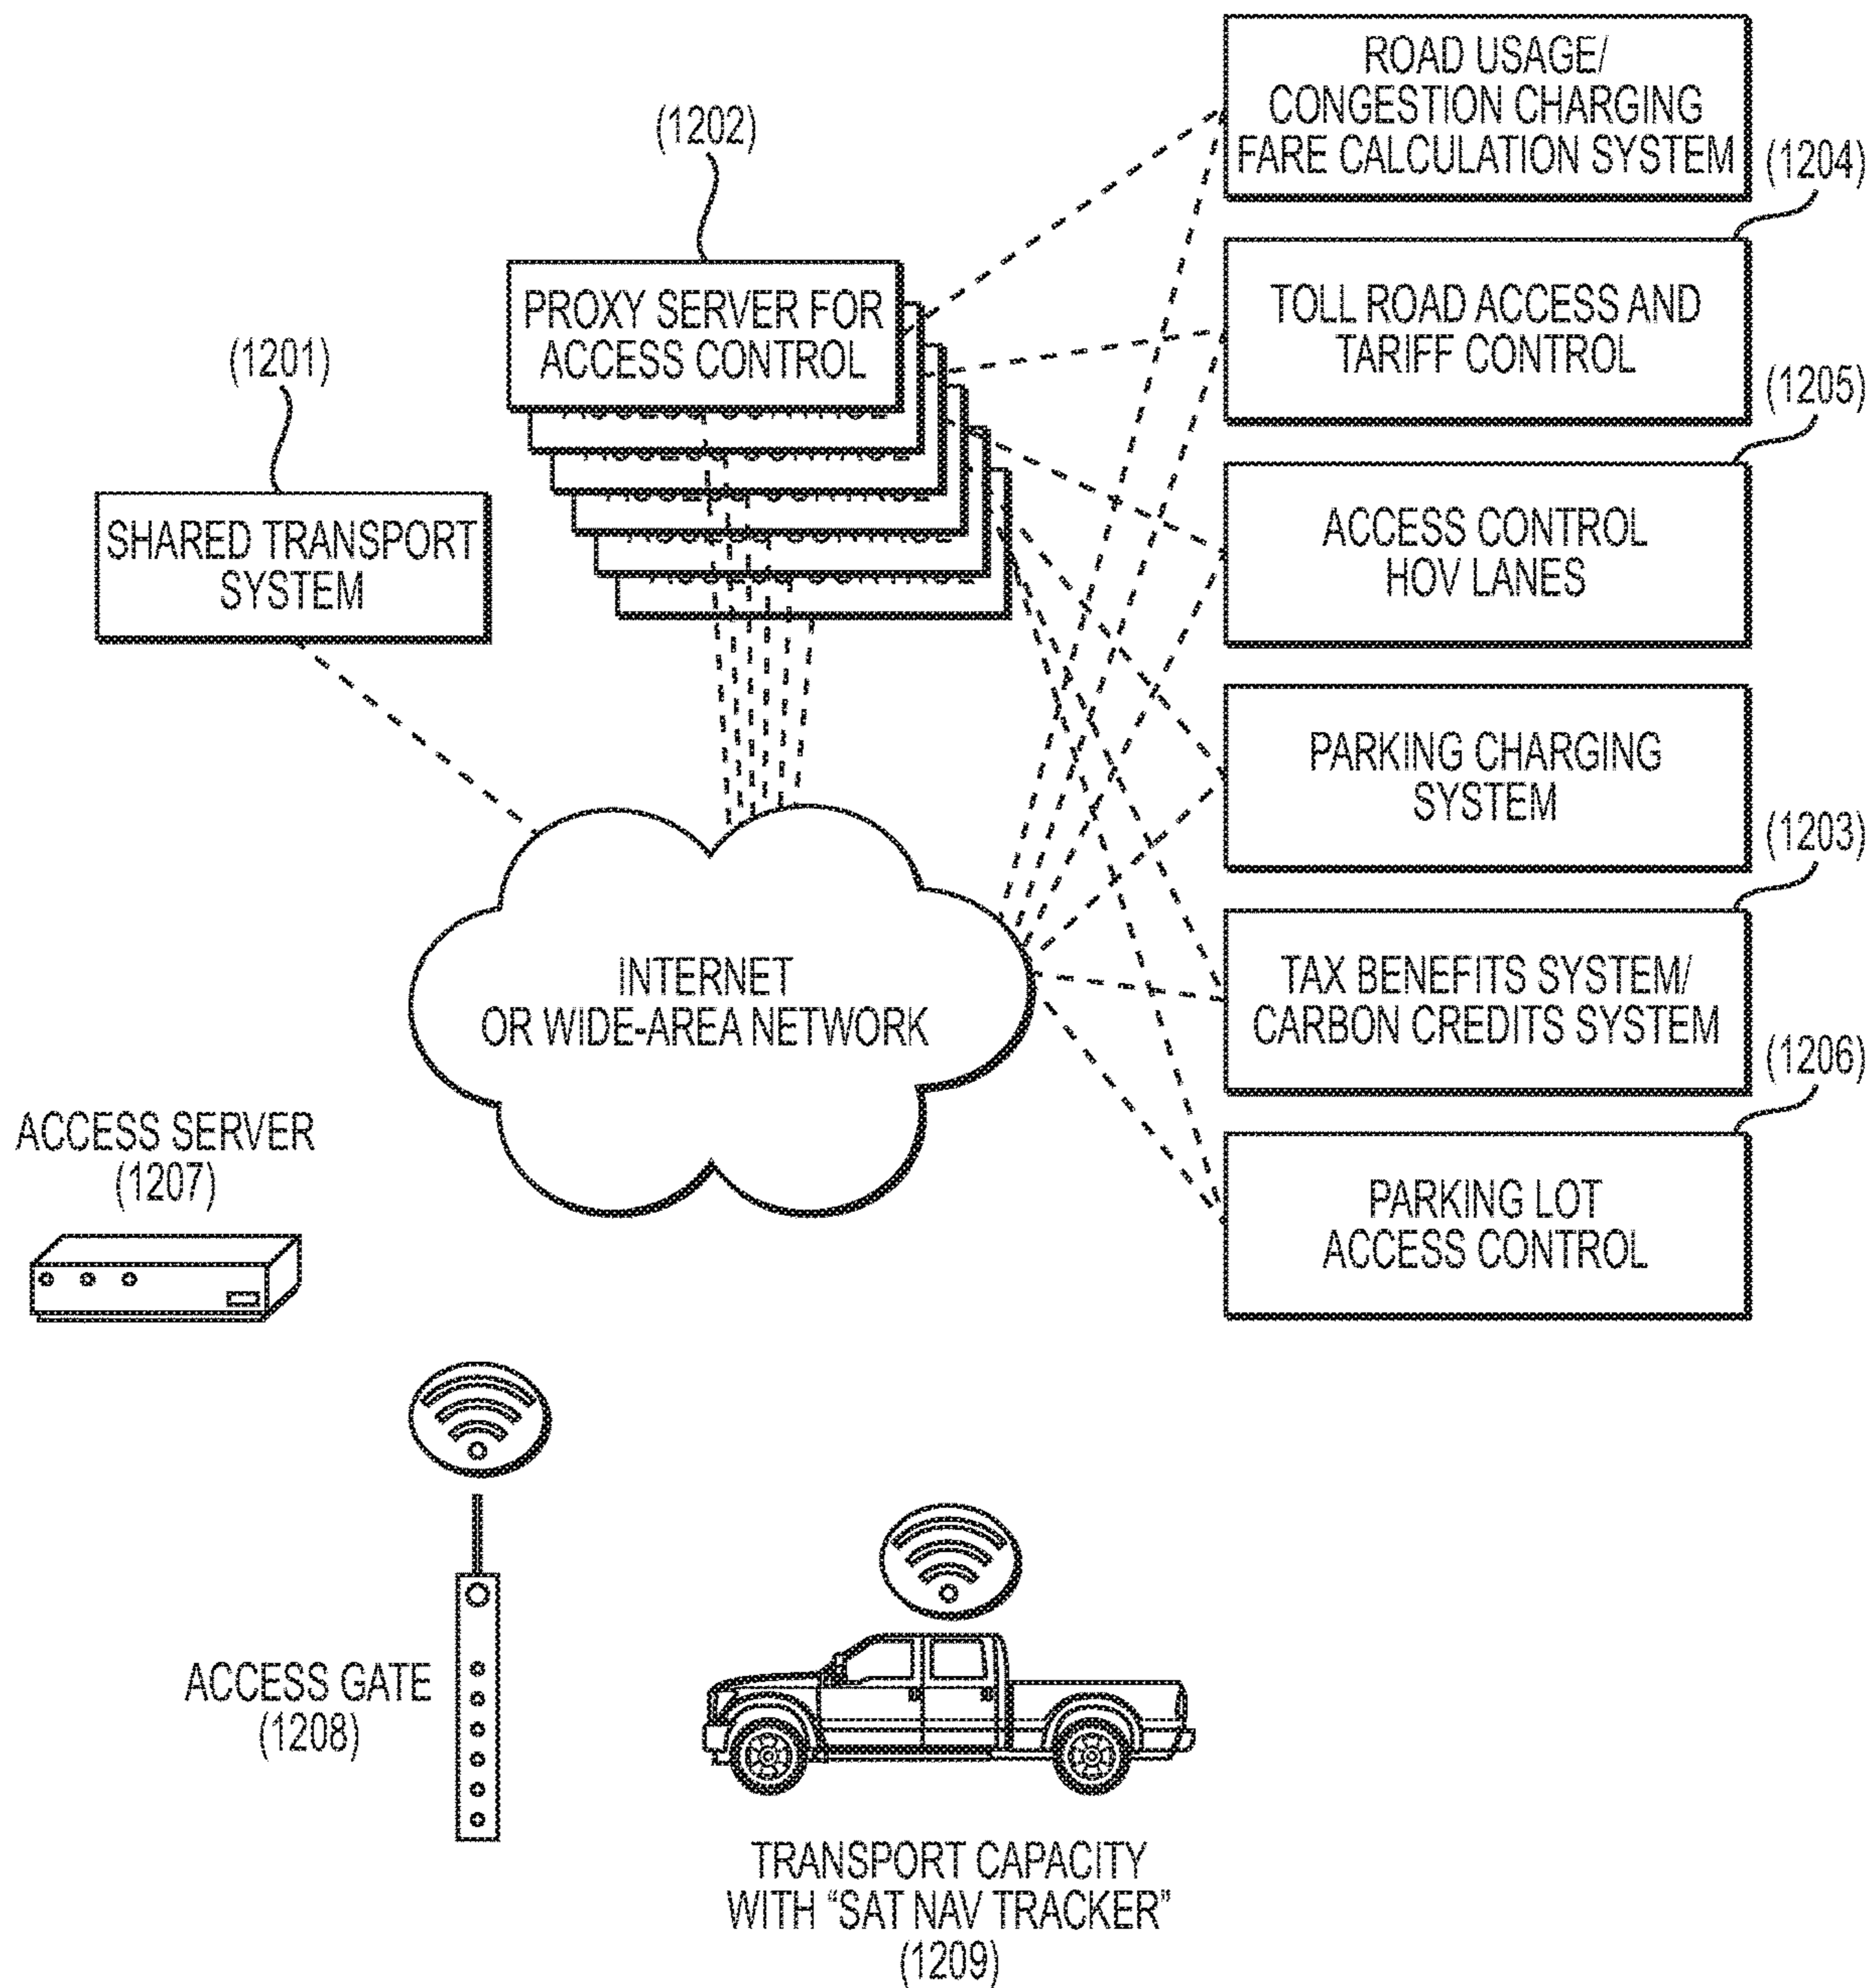 (1202)
ROAD USAGE/
CONGESTION CHARGING
FARE CALCULATION SYSTEM
(1204)
PROXY SERVER FOR
ACCESS CONTROL
TOLL ROAD ACCESS AND
TARIFF CONTROL
(1201)
(1205)
SHARED TRANSPORT
SYSTEM
ACCESS CONTROL
HOV LANES
PARKING CHARGING
SYSTEM
(1203)
INTERNET
OR WIDE-AREA NETWORK
TAX BENEFITS SYSTEM/
CARBON CREDITS SYSTEM
(1206)
ACCESS SERVER
(1207)
PARKING LOT
ACCESS CONTROL
ACCESS GATE
(1208)
TRANSPORT CAPACITY
WITH “SAT NAV TRACKER”
(1209)